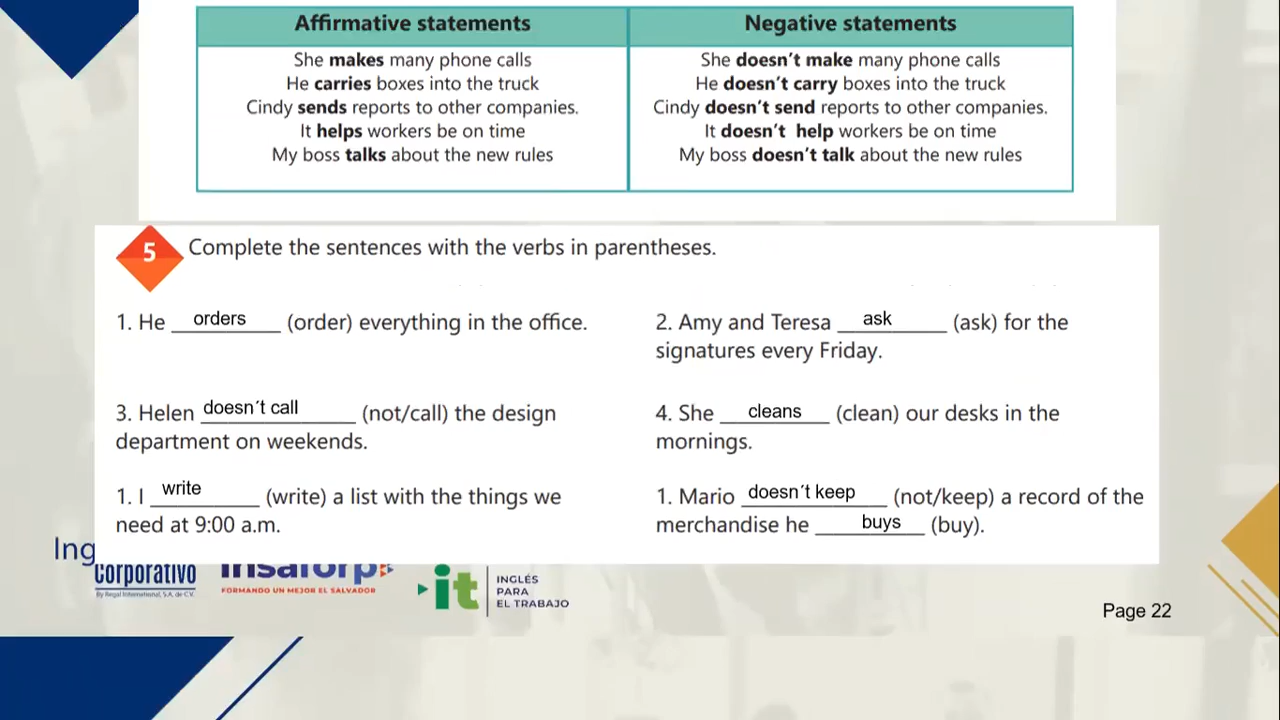 Affirmative statements
She makes many phone calls
He carries boxes into the truck
Cindy sends reports to other companies.
It helps workers be on time
My boss talks about the new rules
Negative statements
She doesn't make many phone calls
He doesn't carry boxes into the truck
Cindy doesn't send reports to other companies.
It doesn't help workers be on time
My boss doesn't talk about the new rules
5 Complete the sentences with the verbs in parentheses.
1. He orders (order) everything in the office.
2. Amy and Teresa ask (ask) for the
signatures every Friday.
3. Helen doesn´t call (not/call) the design
department on weekends.
4. She cleans (clean) our desks in the
mornings.
1. I write (write) a list with the things we
need at 9:00 a.m.
1. Mario doesn´t keep (not/keep) a record of the
merchandise he buys (buy).
Ing
corporativo
By Regal International, S.A. de C.V.
insaforp
FORMANDO UN MEJOR EL SALVADOR
it
INGLÉS
PARA
EL TRABAJO
Page 22